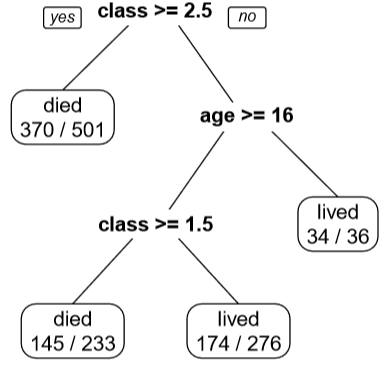 yes
class >= 2.5
no
died
370 / 501
age >= 16
class >= 1.5
lived
34 / 36
died
145 / 233
lived
174 / 276